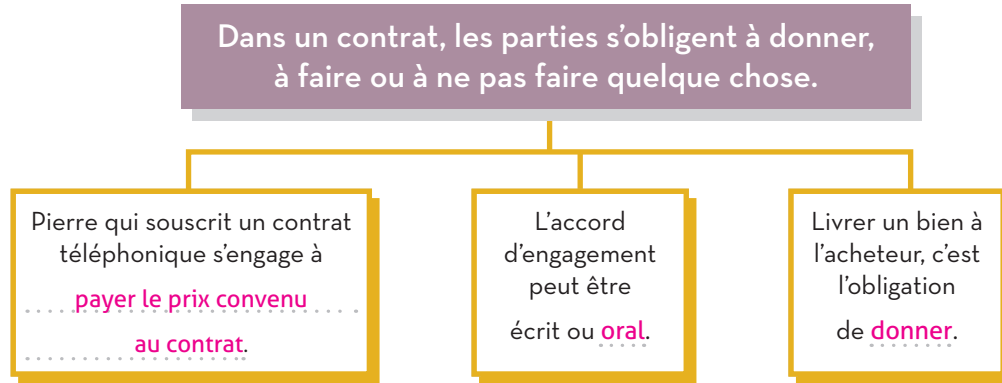 Dans un contrat, les parties s'obligent à donner,
à faire ou à ne pas faire quelque chose.
Pierre qui souscrit un contrat
téléphonique s'engage à
payer le prix convenu
au contrat.
L'accord
d'engagement
peut être
écrit ou oral.
Livrer un bien à
l'acheteur, c'est
l'obligation
de donner.